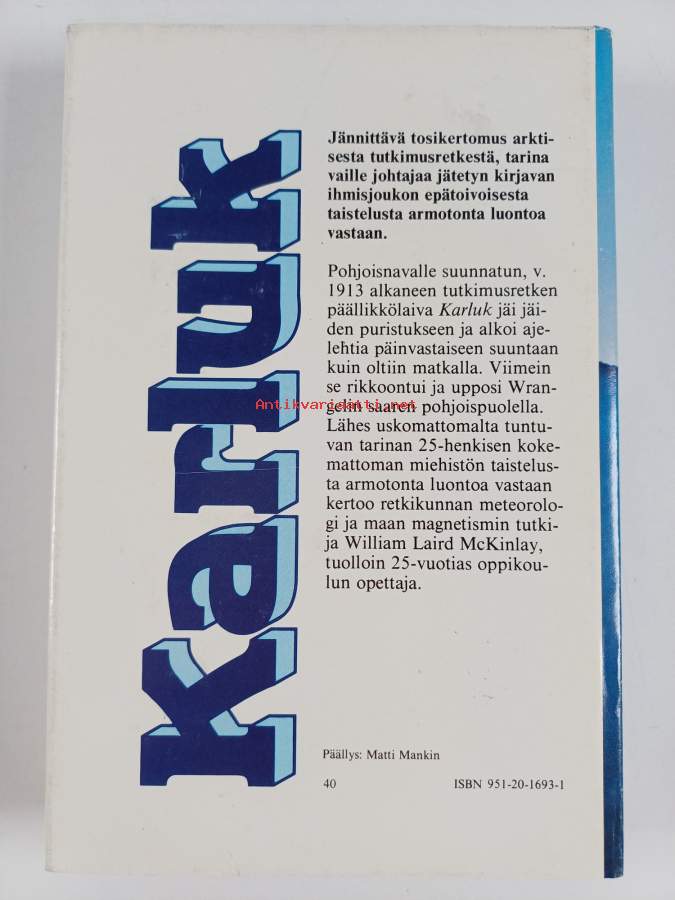 Karluk
Jännittävä tosikertomus arkti-
sesta tutkimusretkestä, tarina
vaille johtajaa jätetyn kirjavan
ihmisjoukon epätoivoisesta
taistelusta armotonta luontoa
vastaan.
Pohjoisnavalle suunnatun, v.
1913 alkaneen tutkimusretken
päällikkölaiva Karluk jäi jäi-
den puristukseen ja alkoi aje-
lehtia päinvastaiseen suuntaan
kuin oltiin matkalla. Viimein
se rikkoontui ja upposi Wran-
gelin saaren pohjoispuolella.
Antikvariaatti.net
Lähes uskomattomalta tuntu-
van tarinan 25-henkisen koke-
mattoman miehistön taistelus-
ta armotonta luontoa vastaan
kertoo retkikunnan meteorolo-
gi ja maan magnetismin tutki-
ja William Laird McKinlay,
tuolloin 25-vuotias oppikou-
lun opettaja.
Päällys: Matti Mankin
40 ISBN 951-20-1693-1